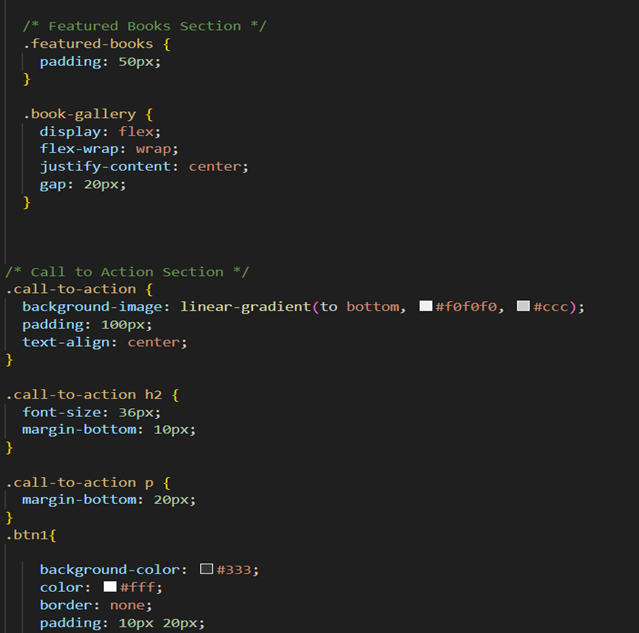 /* Featured Books Section */
.featured-books {
padding: 50px;
}
.book-gallery {
display: flex;
flex-wrap: wrap;
justify-content: center;
gap: 20px;
}
/* Call to Action Section */
.call-to-action {
background-image: linear-gradient(to bottom, #f0f0f0, #ccc);
padding: 100px;
text-align: center;
}
.call-to-action h2 {
font-size: 36px;
margin-bottom: 10px;
}
.call-to-action p {
margin-bottom: 20px;
}
.btn1{
background-color: #333;
color: #fff;
border: none;
padding: 10px 20px;